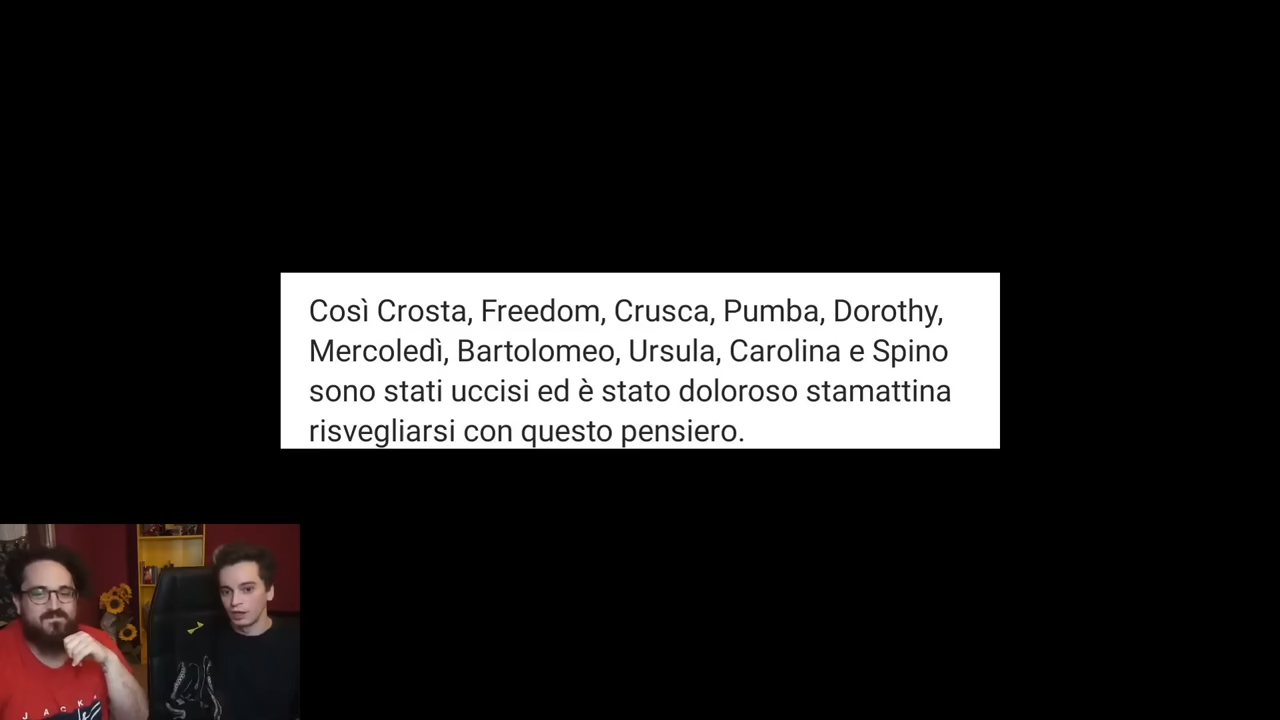 Così Crosta, Freedom, Crusca, Pumba, Dorothy,
Mercoledì, Bartolomeo, Ursula, Carolina e Spino
sono stati uccisi ed è stato doloroso stamattina
risvegliarsi con questo pensiero.
JACK